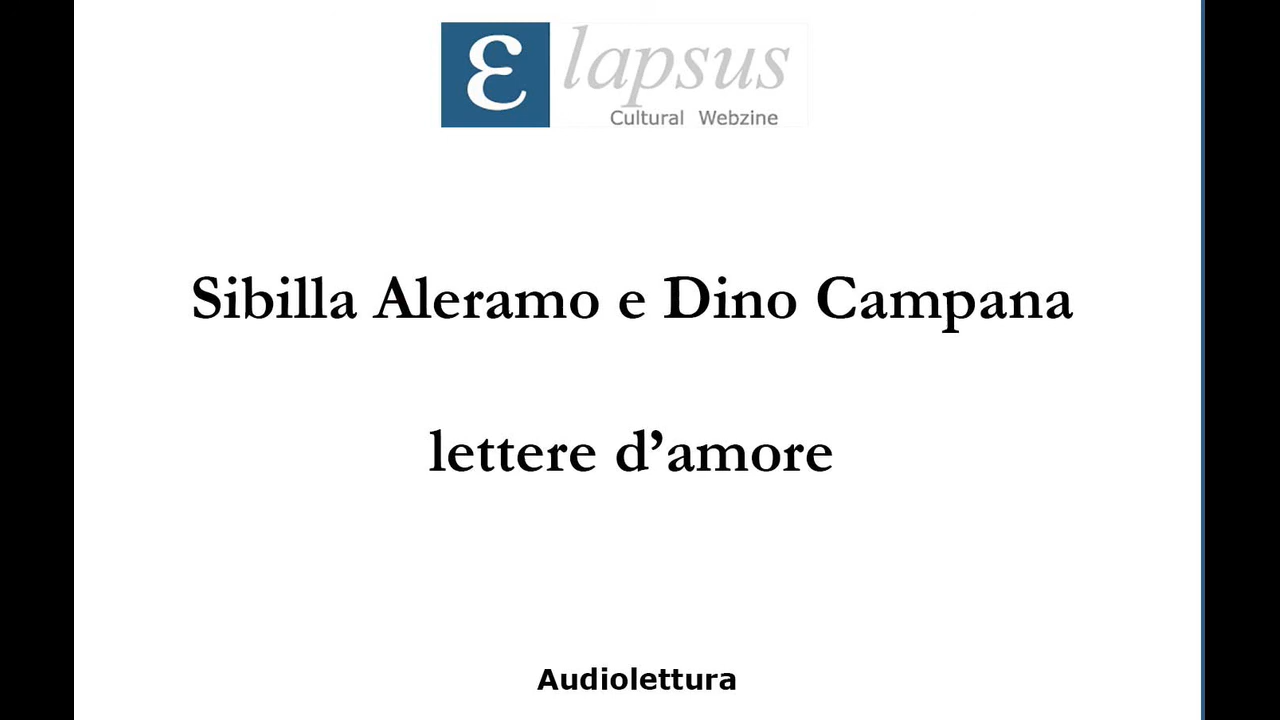 ε lapsus
Cultural Webzine
Sibilla Aleramo e Dino Campana
lettere d’amore
Audiolettura